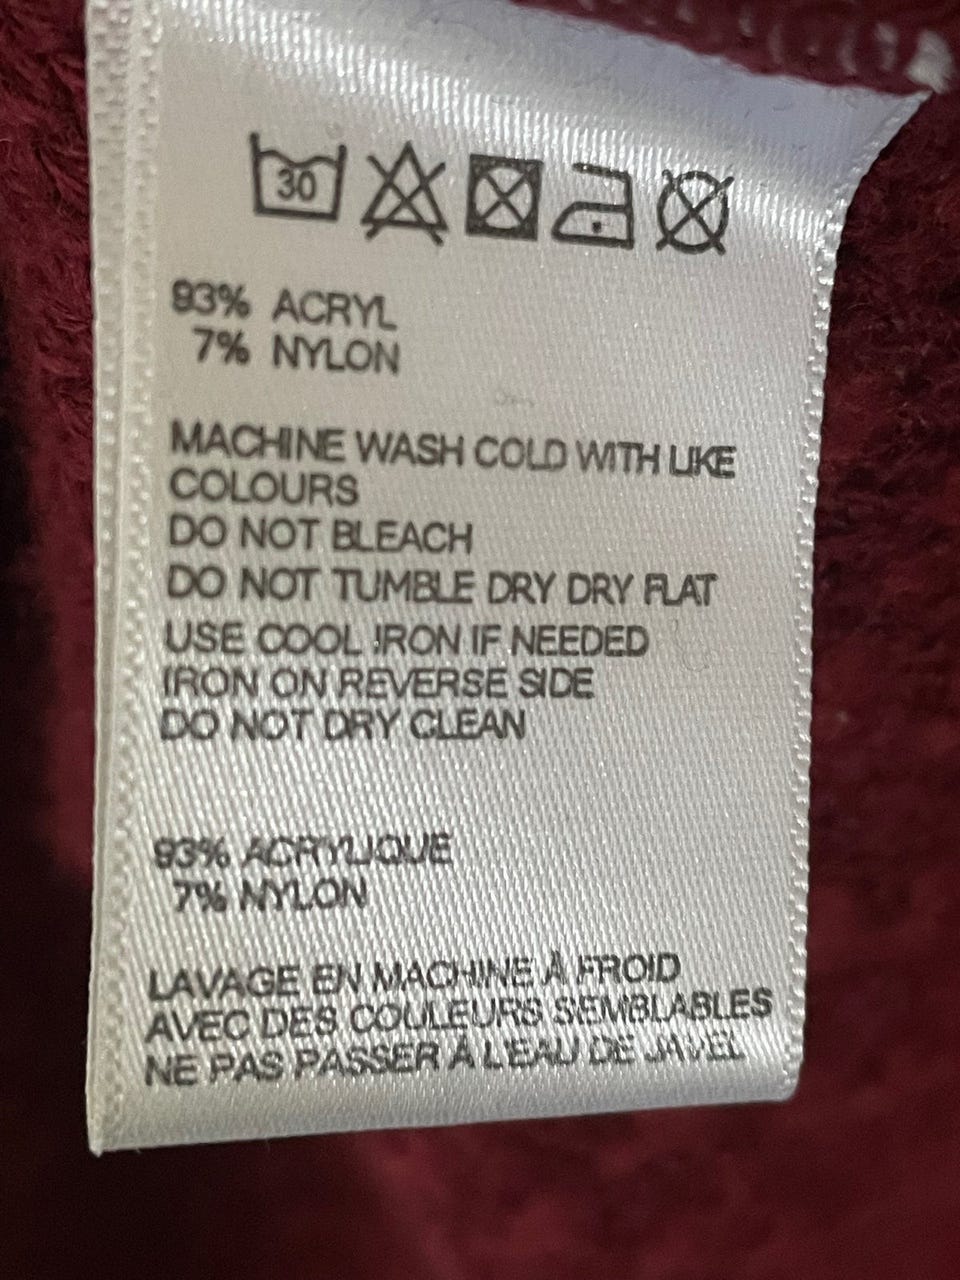 30
93% ACRYL
7% NYLON
MACHINE WASH COLD WITH LIKE
COLOURS
DO NOT BLEACH
DO NOT TUMBLE DRY DRY FLAT
USE COOL IRON IF NEEDED
IRON ON REVERSE SIDE
DO NOT DRY CLEAN
93% ACRYLIQUE
7% NYLON
LAVAGE EN MACHINE À FROID
AVEC DES COULEURS SEMBLABLES
NE PAS PASSER À L'EAU DE JAVEL